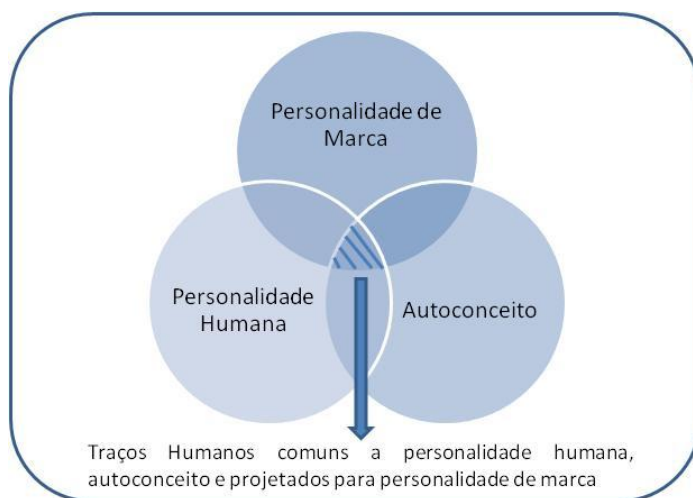 Personalidade de
Marca
Personalidade
Humana
Autoconceito
Traços Humanos comuns a personalidade humana,
autoconceito e projetados para personalidade de marca